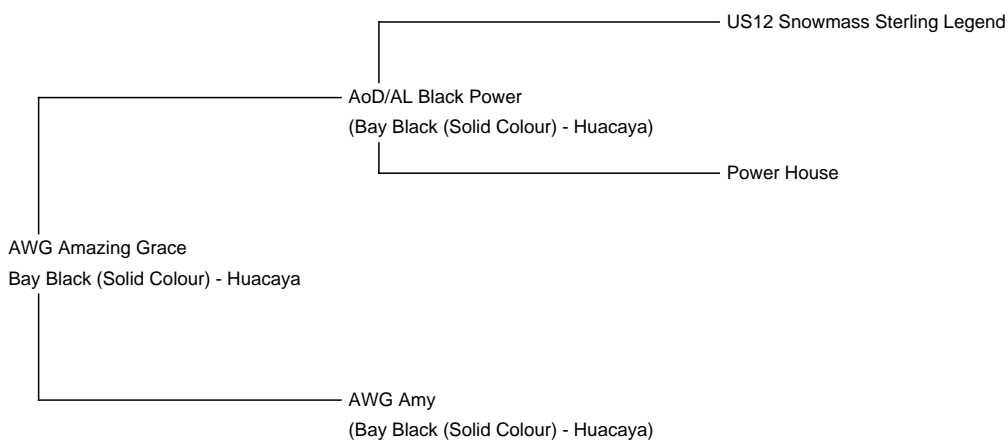 US12 Snowmass Sterling Legend
AoD/AL Black Power
(Bay Black (Solid Colour) - Huacaya)
Power House
AWG Amazing Grace
Bay Black (Solid Colour) - Huacaya
AWG Amy
(Bay Black (Solid Colour) - Huacaya)